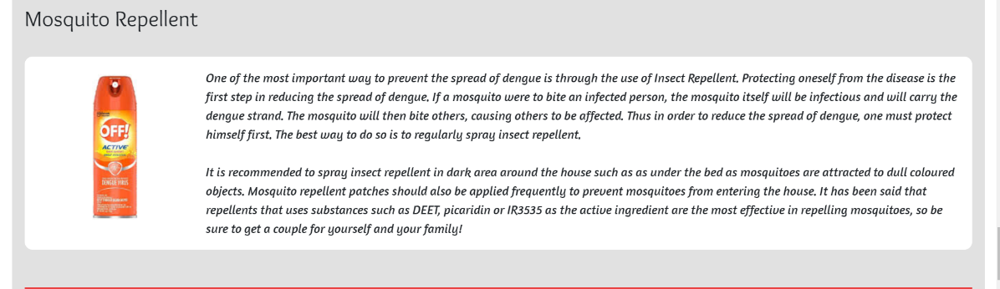 Mosquito Repellent
One of the most important way to prevent the spread of dengue is through the use of Insect Repellent. Protecting oneself from the disease is the
first step in reducing the spread of dengue. If a mosquito were to bite an infected person, the mosquito itself will be infectious and will carry the
dengue strand. The mosquito will then bite others, causing others to be affected. Thus in order to reduce the spread of dengue, one must protect
himself first. The best way to do so is to regularly spray insect repellent.
It is recommended to spray insect repellent in dark area around the house such as as under the bed as mosquitoes are attracted to dull coloured
objects. Mosquito repellent patches should also be applied frequently to prevent mosquitoes from entering the house. It has been said that
repellents that uses substances such as DEET, picaridin or IR3535 as the active ingredient are the most effective in repelling mosquitoes, so be
sure to get a couple for yourself and your family!
OFF!
ACTIVE
DENGUE VIRUS